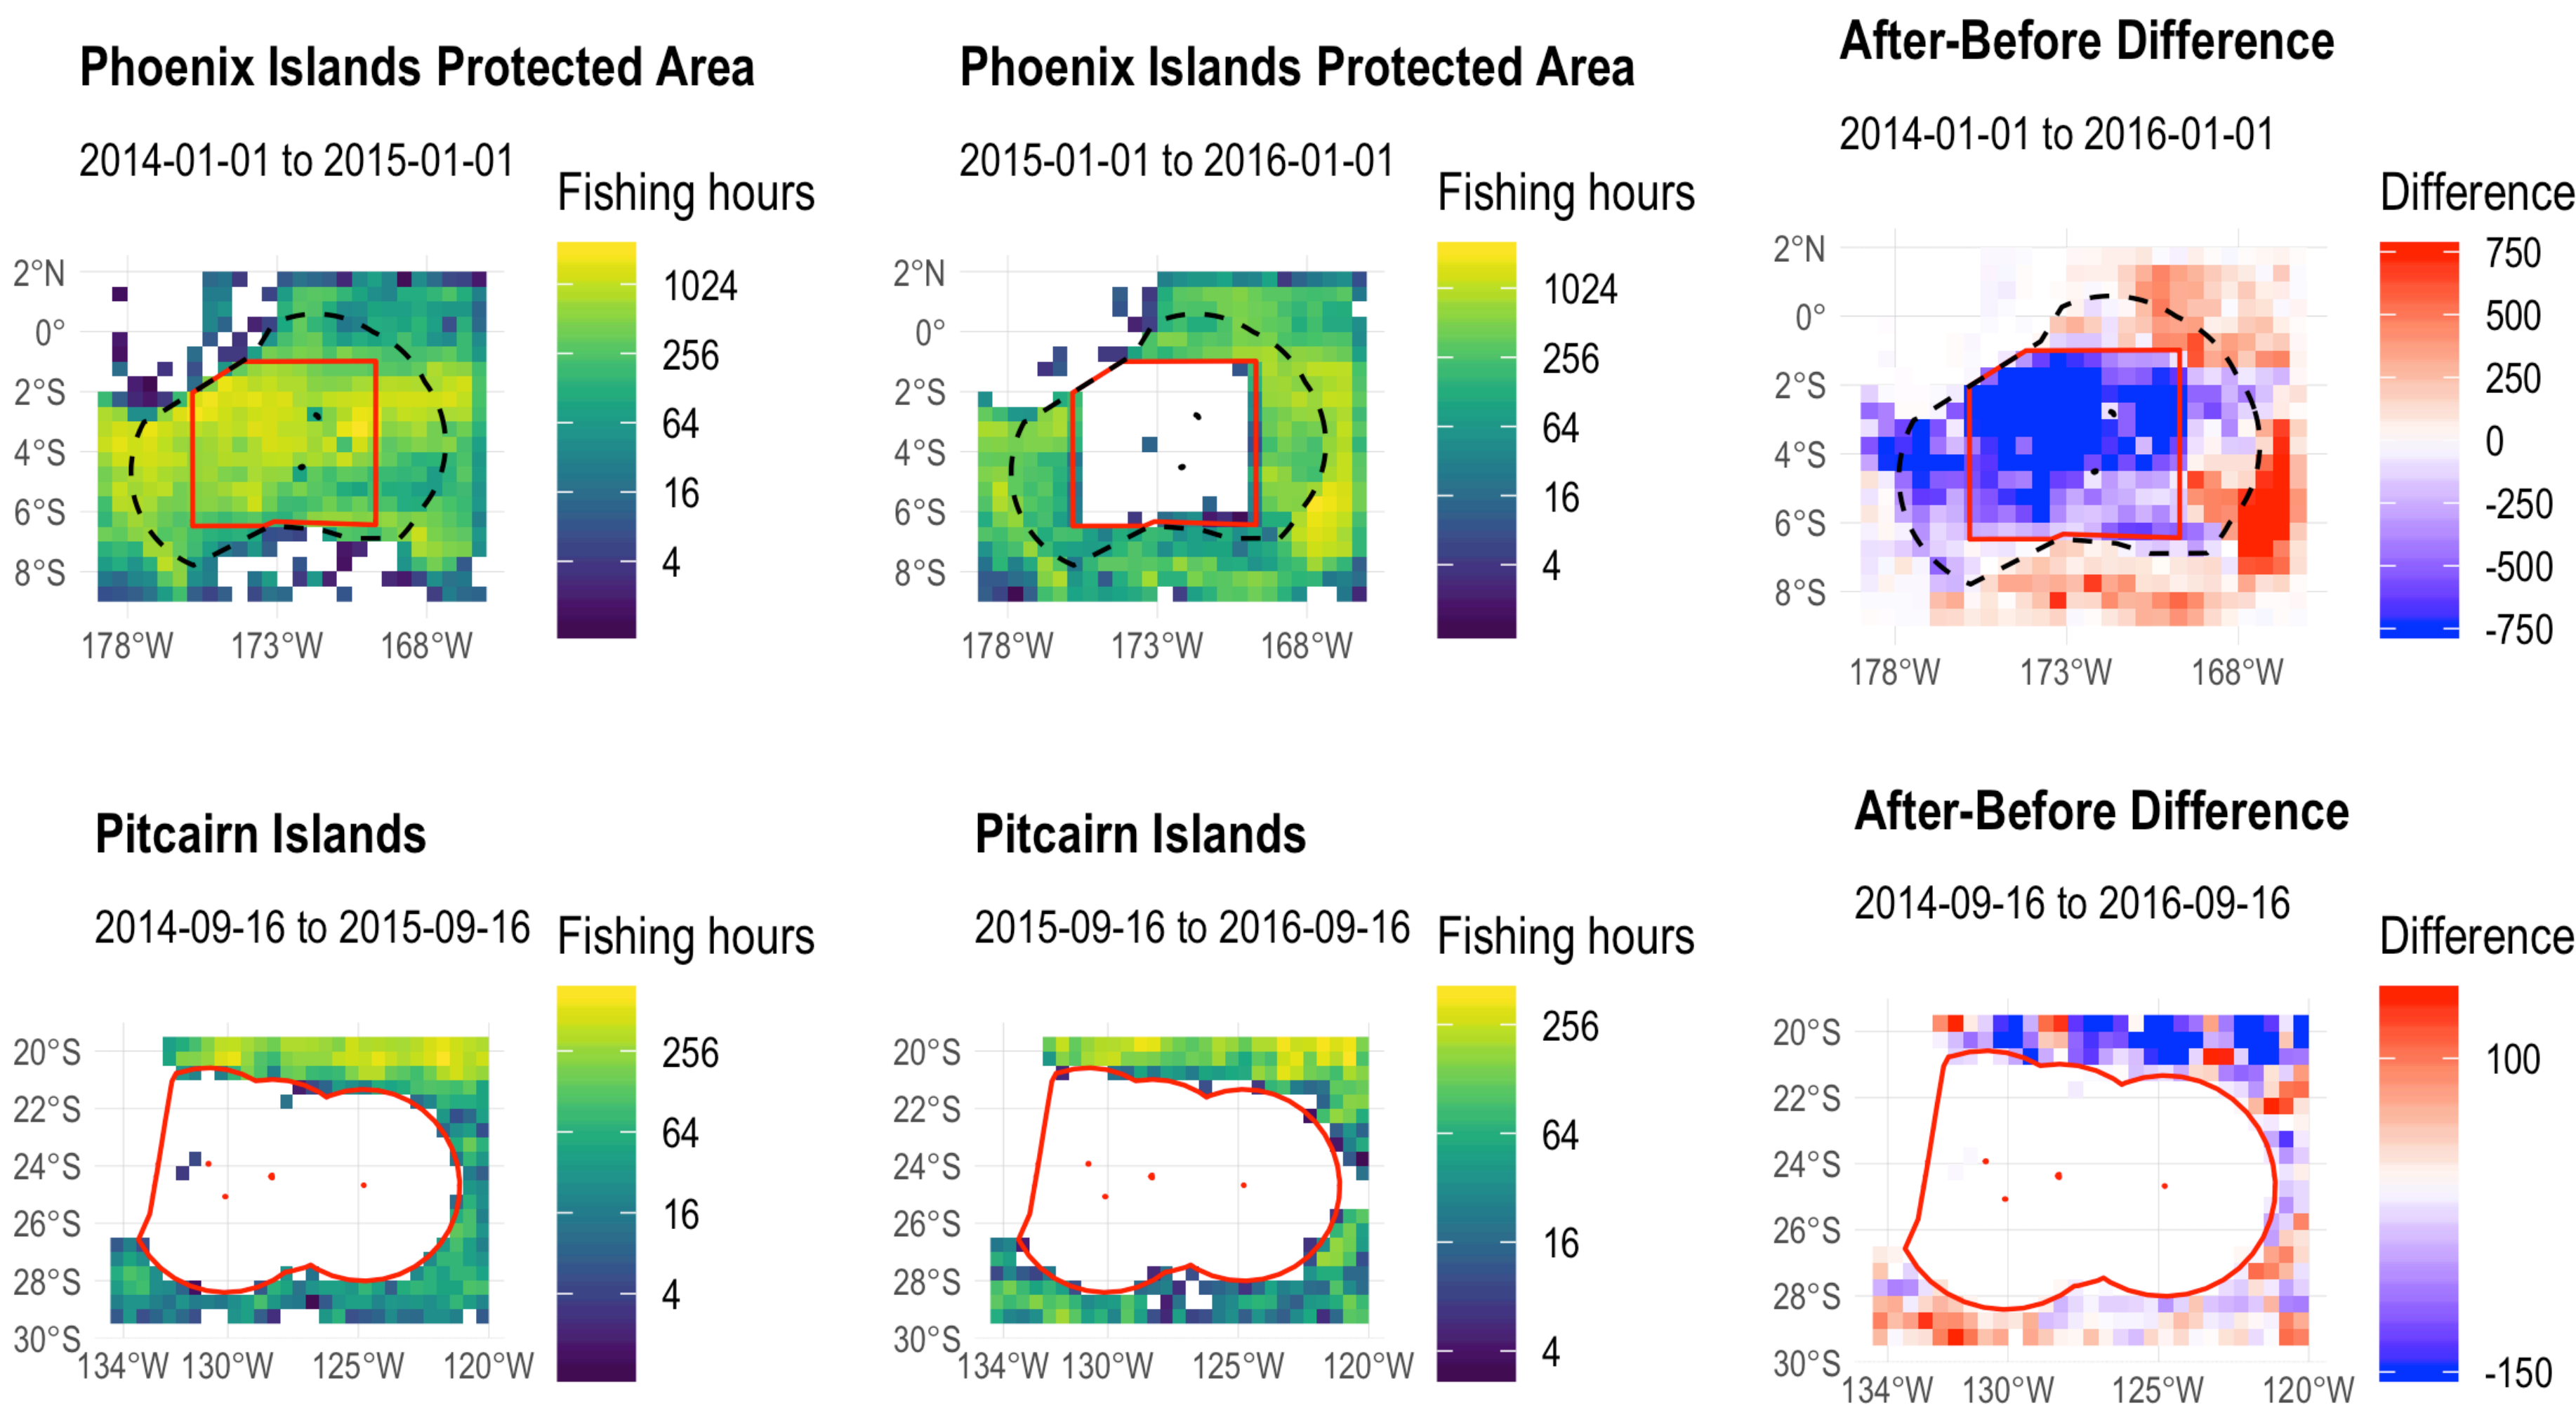 Phoenix Islands Protected Area
2014-01-01 to 2015-01-01
Fishing hours
1024
256
64
16
4
2°N
0°
2°S
4°S
6°S
8°S
178°W 173°W 168°W
Phoenix Islands Protected Area
2015-01-01 to 2016-01-01
Fishing hours
1024
256
64
16
4
2°N
0°
2°S
4°S
6°S
8°S
178°W 173°W 168°W
After-Before Difference
2014-01-01 to 2016-01-01
Difference
750
500
250
0
-250
-500
-750
2°N
0°
2°S
4°S
6°S
8°S
178°W 173°W 168°W
Pitcairn Islands
2014-09-16 to 2015-09-16
Fishing hours
256
64
16
4
20°S
22°S
24°S
26°S
28°S
30°S
134°W 130°W 125°W 120°W
Pitcairn Islands
2015-09-16 to 2016-09-16
Fishing hours
256
64
16
4
20°S
22°S
24°S
26°S
28°S
30°S
134°W 130°W 125°W 120°W
After-Before Difference
2014-09-16 to 2016-09-16
Difference
100
-150
20°S
22°S
24°S
26°S
28°S
30°S
134°W 130°W 125°W 120°W